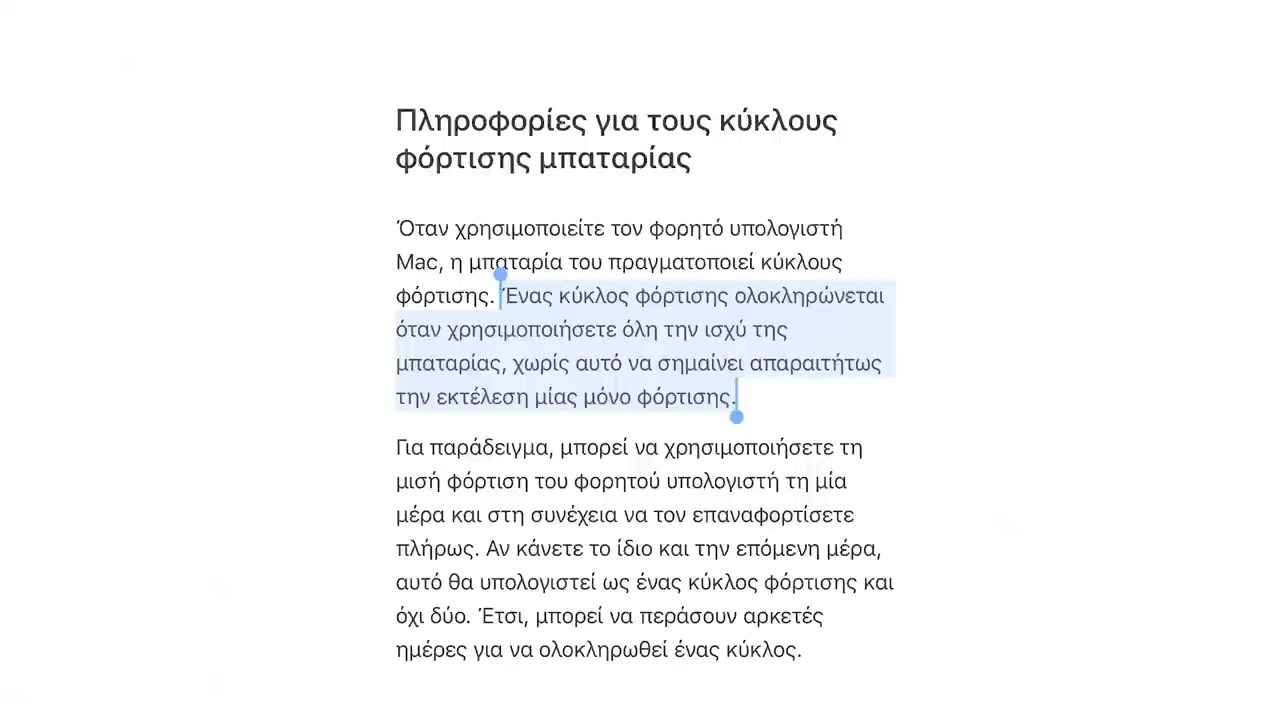 Πληροφορίες για τους κύκλους
φόρτισης μπαταρίας
Όταν χρησιμοποιείτε τον φορητό υπολογιστή
Mac, η μπαταρία του πραγματοποιεί κύκλους
φόρτισης. Ένας κύκλος φόρτισης ολοκληρώνεται
όταν χρησιμοποιήσετε όλη την ισχύ της
μπαταρίας, χωρίς αυτό να σημαίνει απαραιτήτως
την εκτέλεση μίας μόνο φόρτισης.
Για παράδειγμα, μπορεί να χρησιμοποιήσετε τη
μισή φόρτιση του φορητού υπολογιστή τη μία
μέρα και στη συνέχεια να τον επαναφορτίσετε
πλήρως. Αν κάνετε το ίδιο και την επόμενη μέρα,
αυτό θα υπολογιστεί ως ένας κύκλος φόρτισης και
όχι δύο. Έτσι, μπορεί να περάσουν αρκετές
ημέρες για να ολοκληρωθεί ένας κύκλος.